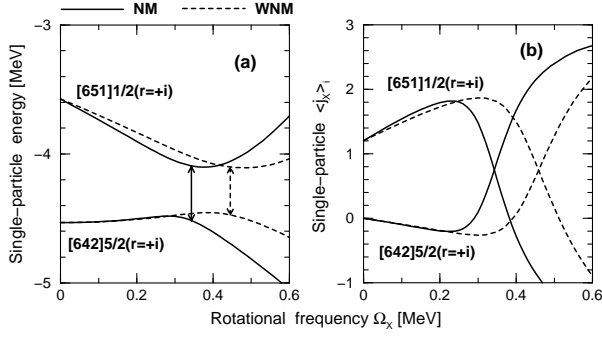 NM WNM
Single-particle energy [MeV]
−3
−4
−5
(a)
[651]1/2(r=+i)
[642]5/2(r=+i)
0 0.2 0.4 0.6
Single-particle <jx>i
3
2
1
0
−1
(b)
[651]1/2(r=+i)
[642]5/2(r=+i)
0 0.2 0.4 0.6
Rotational frequency Ωx [MeV]